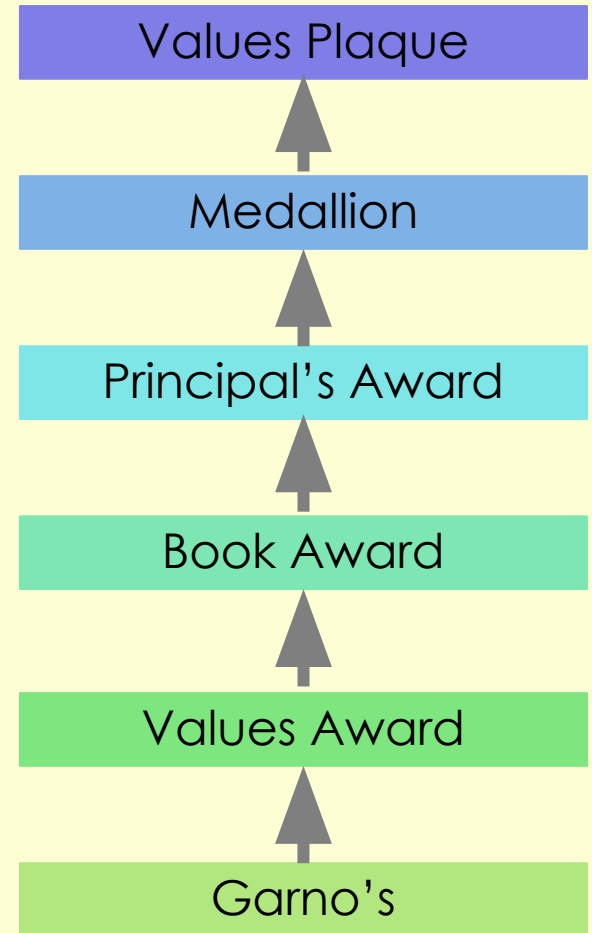 Values Plaque
Medallion
Principal’s Award
Book Award
Values Award
Garno’s